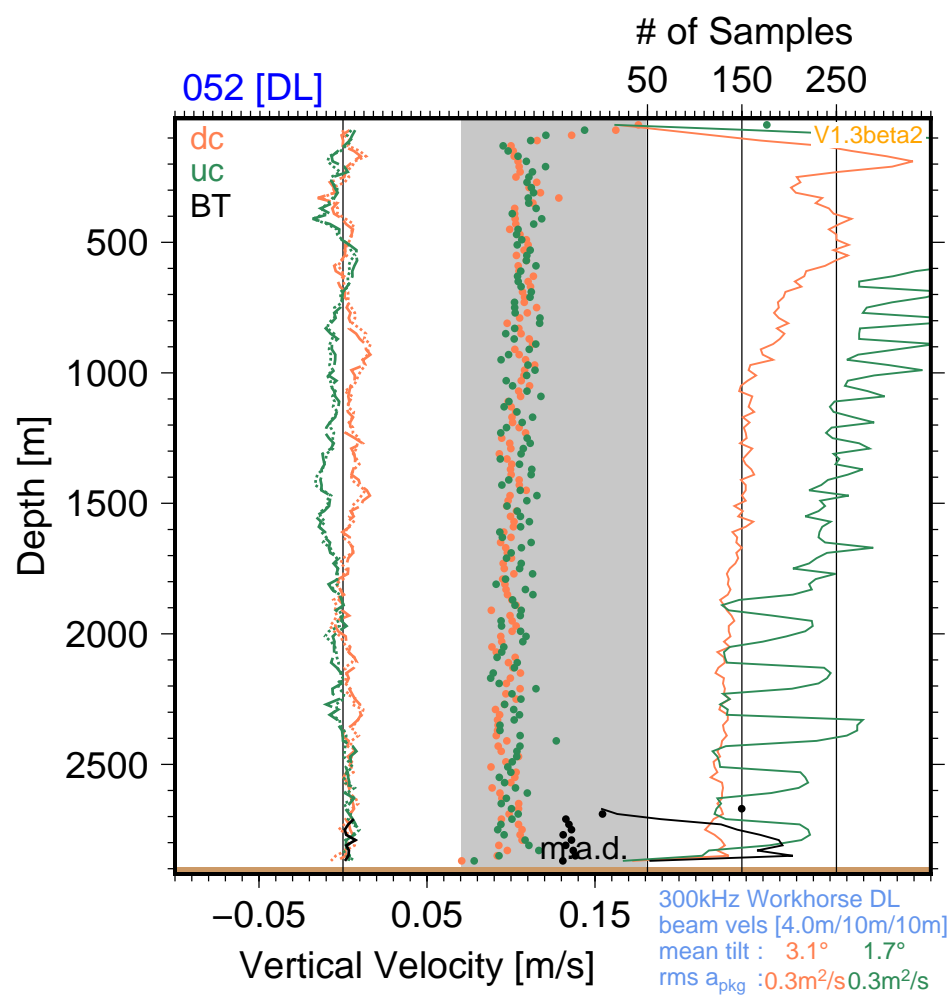 # of Samples
50 150 250
052 [DL]
dc
uc
BT
V1.3beta2
500
1000
1500
2000
2500
Depth [m]
m.a.d.
−0.05 0.05 0.15
Vertical Velocity [m/s]
300kHz Workhorse DL
beam vels [4.0m/10m/10m]
mean tilt : 3.1° 1.7°
rms a_pkg :0.3m²/s 0.3m²/s